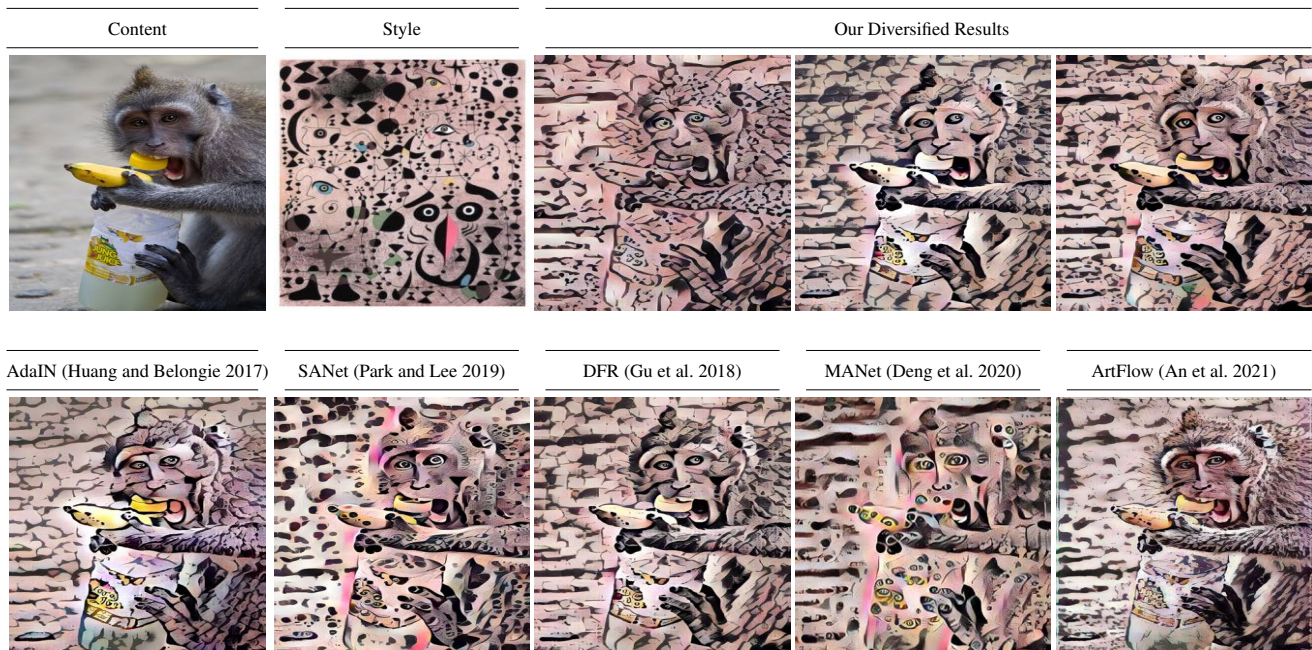 Content
Style
Our Diversified Results
AdaIN (Huang and Belongie 2017)
SANet (Park and Lee 2019)
DFR (Gu et al. 2018)
MANet (Deng et al. 2020)
ArtFlow (An et al. 2021)